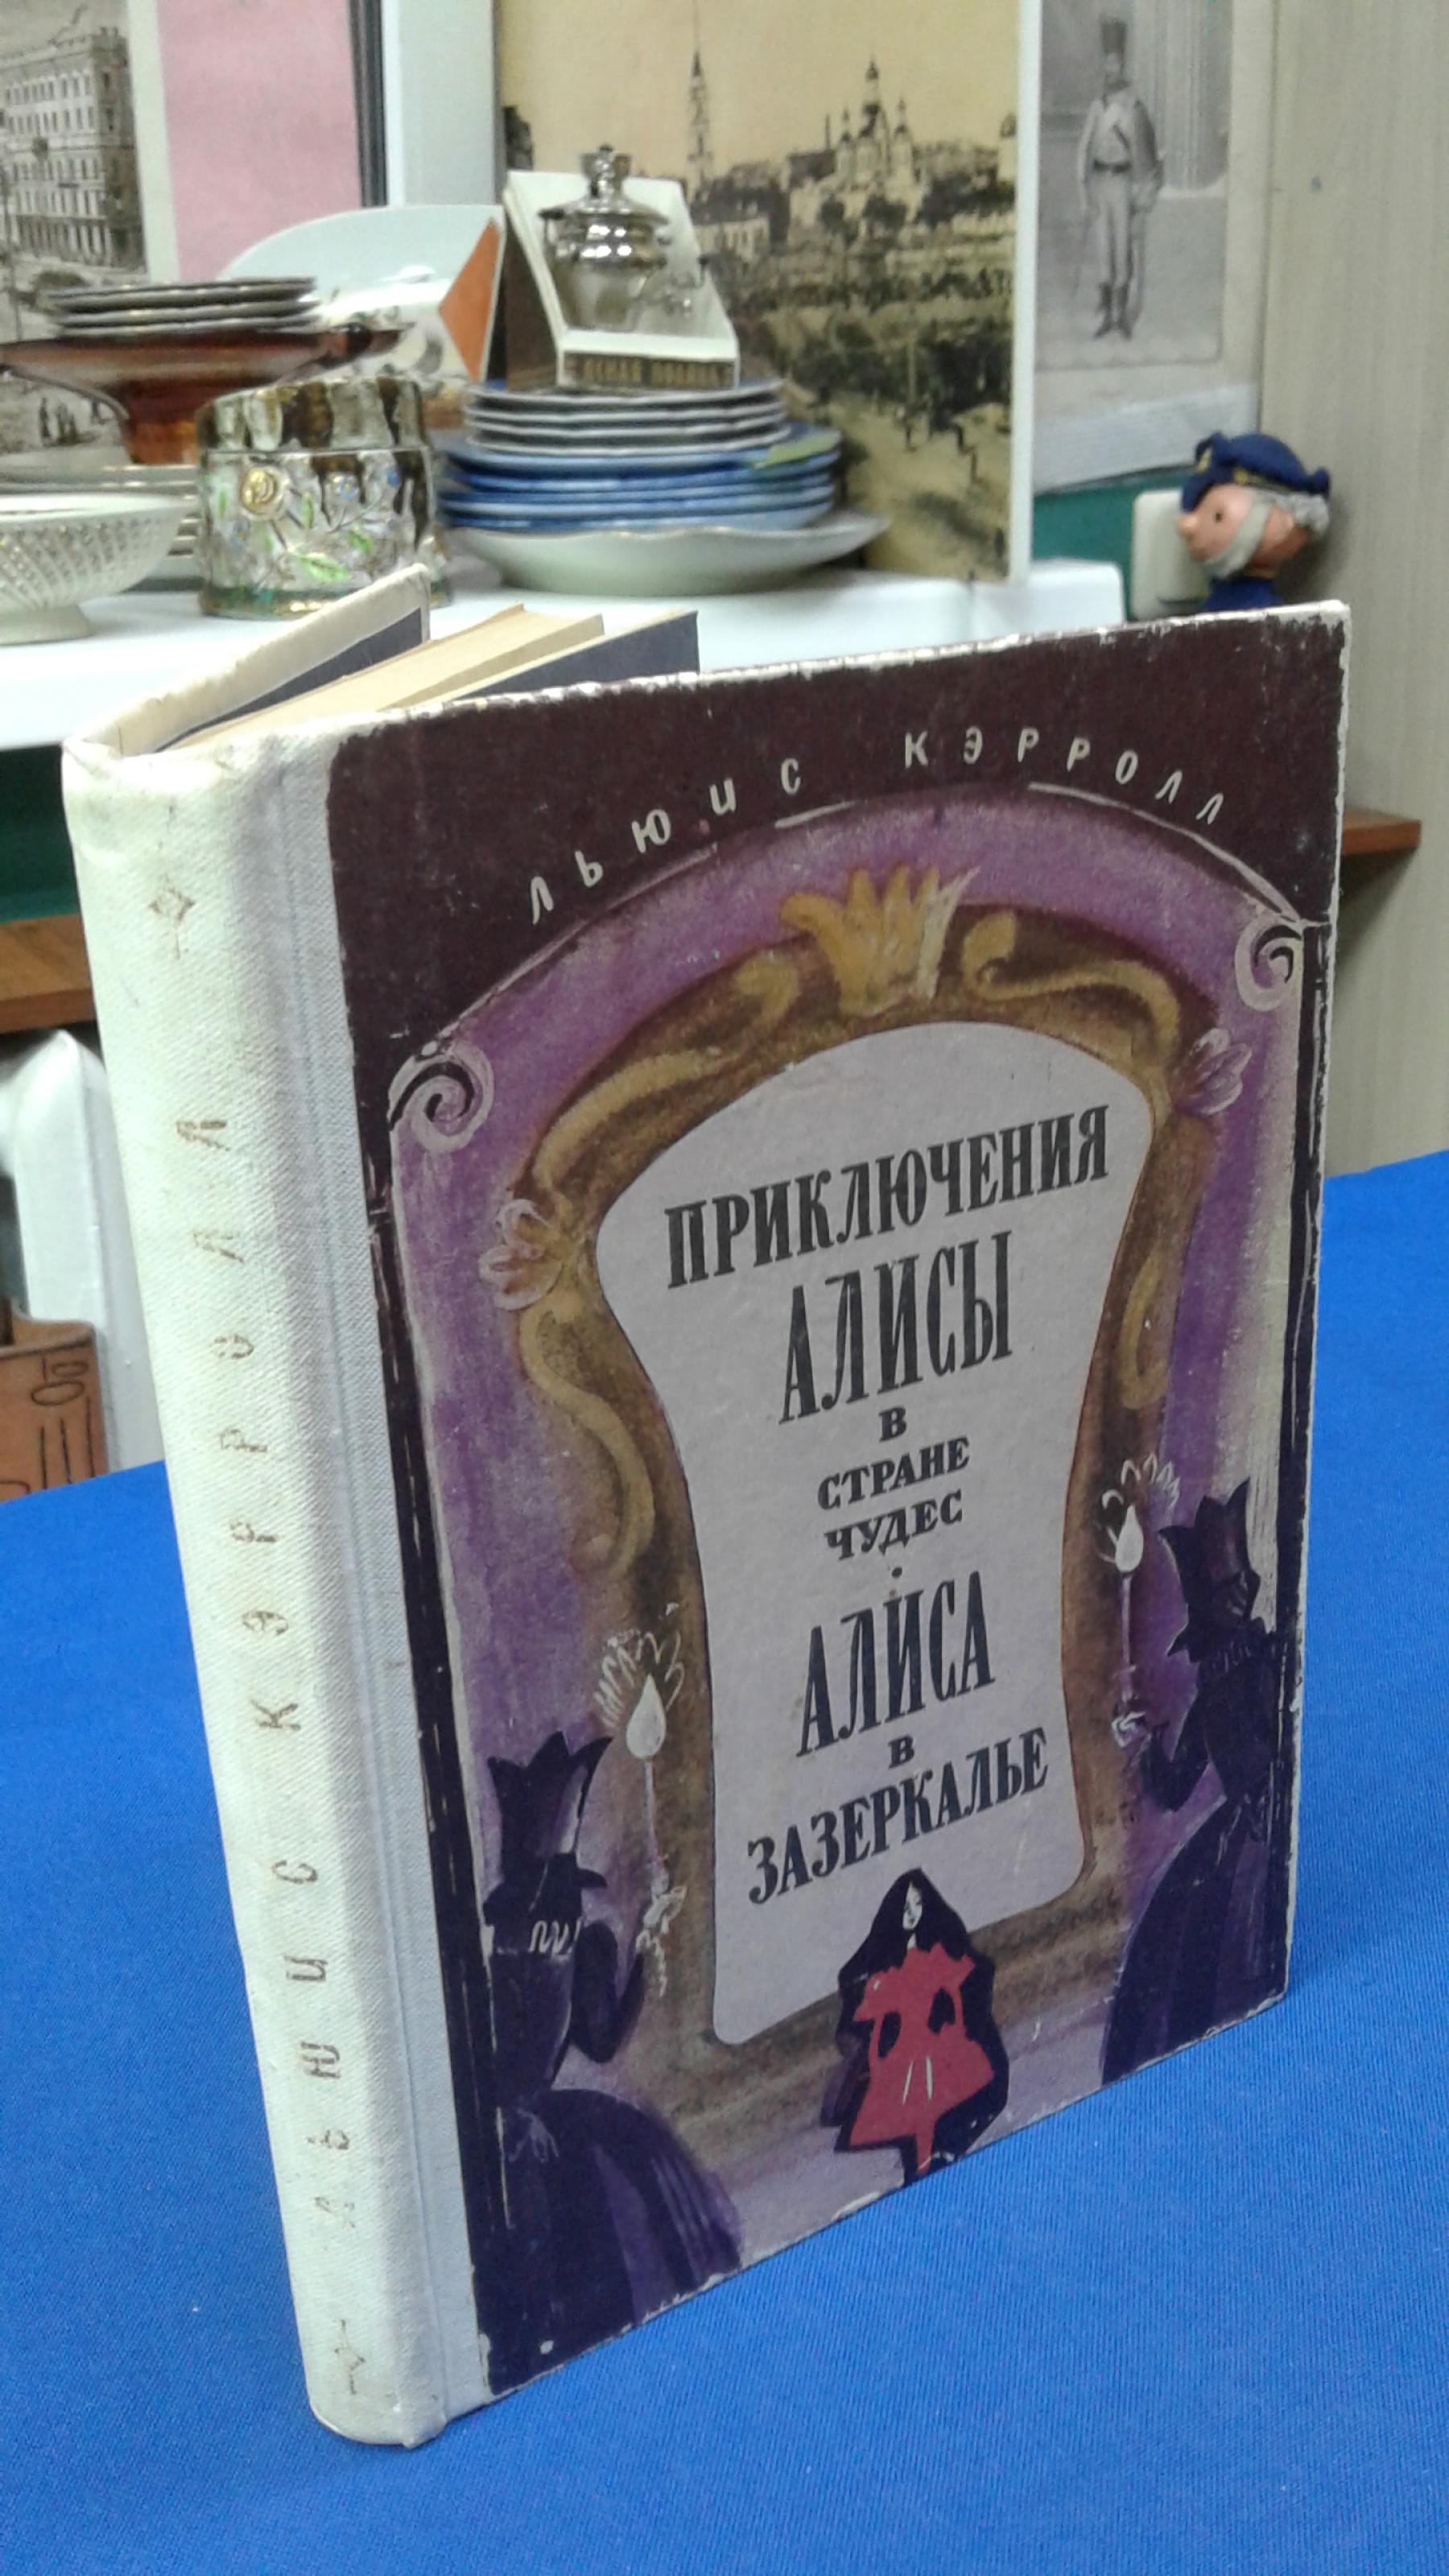 ЛЬЮИС КЭРРОЛЛ
ПРИКЛЮЧЕНИЯ
АЛИСЫ
В
СТРАНЕ
ЧУДЕС
АЛИСА
В
ЗАЗЕРКАЛЬЕ
ЛЬЮИС КЭРРОЛЛ